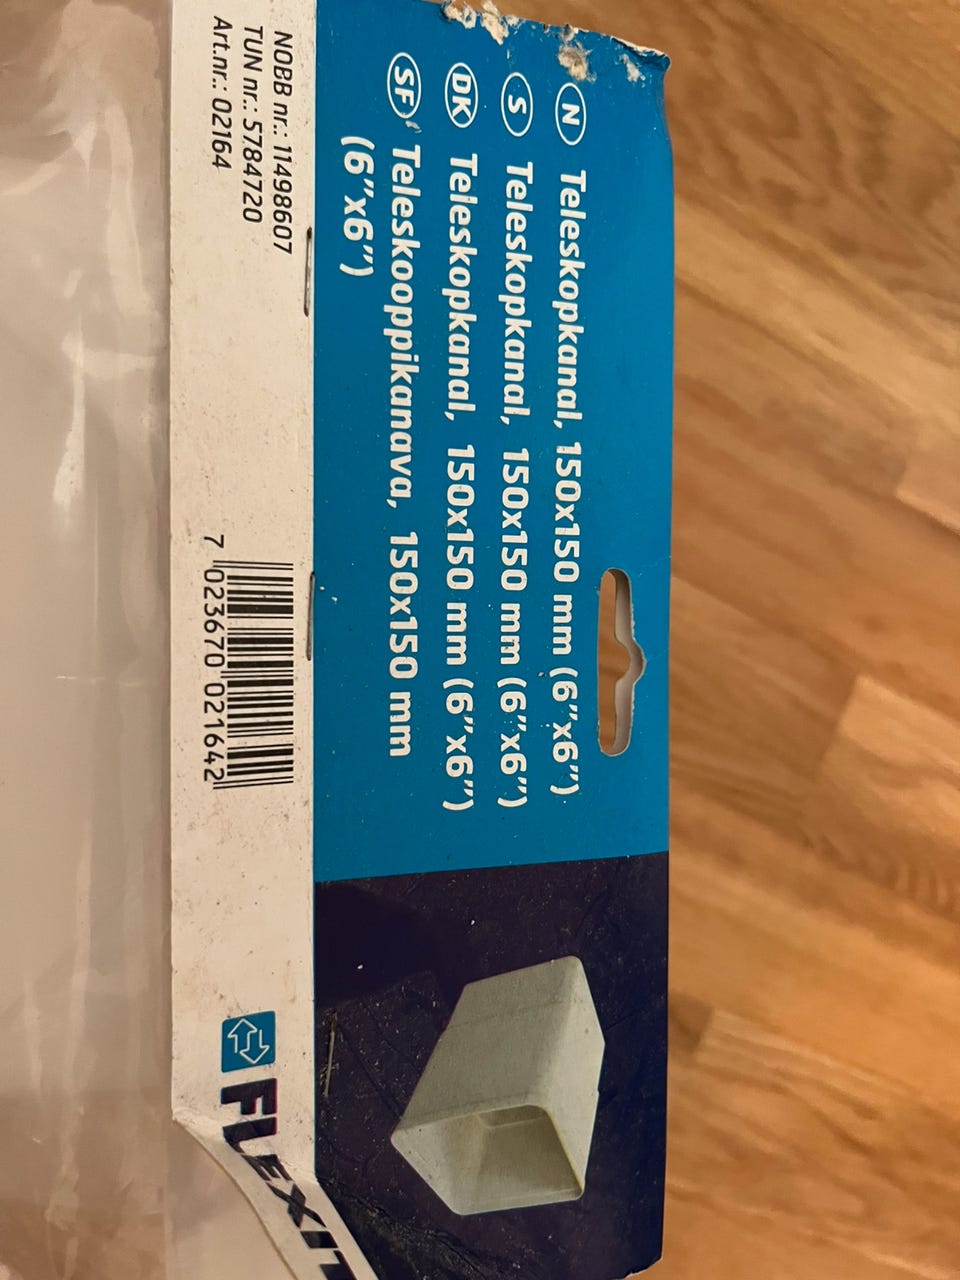 N Teleskopkanal, 150x150 mm (6"x6")
S Teleskopkanal, 150x150 mm (6"x6")
DK Teleskopkanal, 150x150 mm (6"x6")
SF Teleskooppikanava, 150x150 mm
(6"x6")
NOBB nr.: 11498607
TUN nr.: 5784720
Art.nr.: 02164
7 023670 021642
FLEXIT